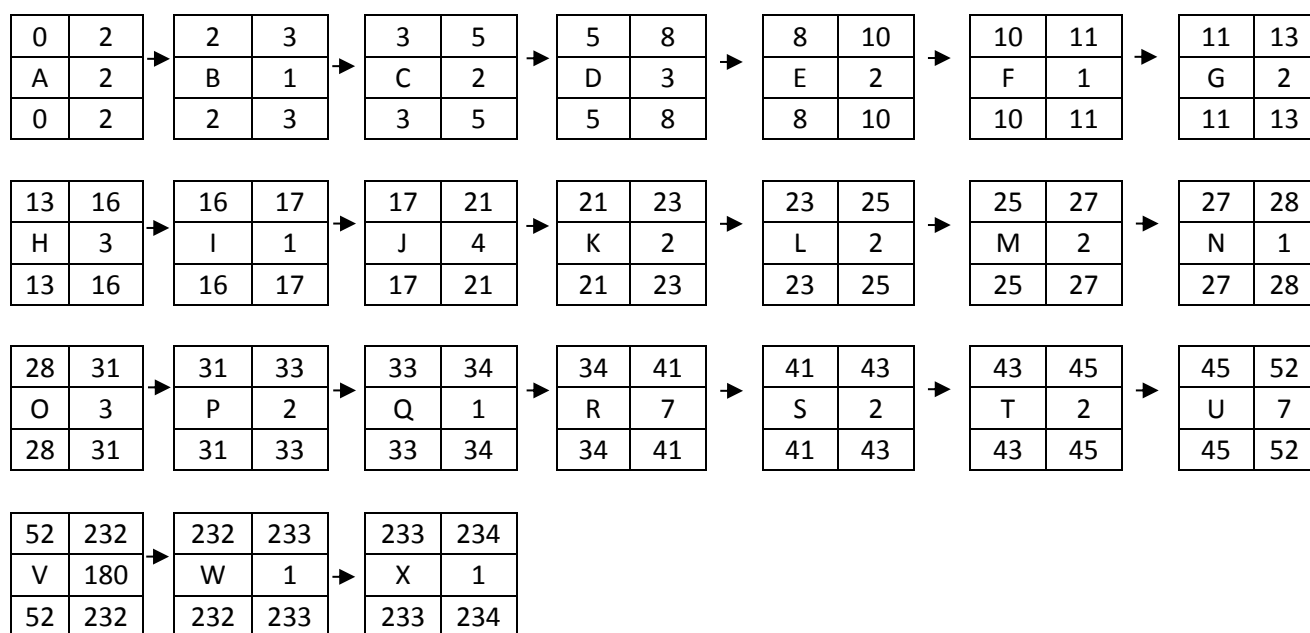 0 2 2 3 3 5 5 8 8 10 10 11 11 13
A 2 B 1 C 2 D 3 E 2 F 1 G 2
0 2 2 3 3 5 5 8 8 10 10 11 11 13
13 16 16 17 17 21 21 23 23 25 25 27 27 28
H 3 I 1 J 4 K 2 L 2 M 2 N 1
13 16 16 17 17 21 21 23 23 25 25 27 27 28
28 31 31 33 33 34 34 41 41 43 43 45 45 52
O 3 P 2 Q 1 R 7 S 2 T 2 U 7
28 31 31 33 33 34 34 41 41 43 43 45 45 52
52 232 232 233 233 234
V 180 W 1 X 1
52 232 232 233 233 234